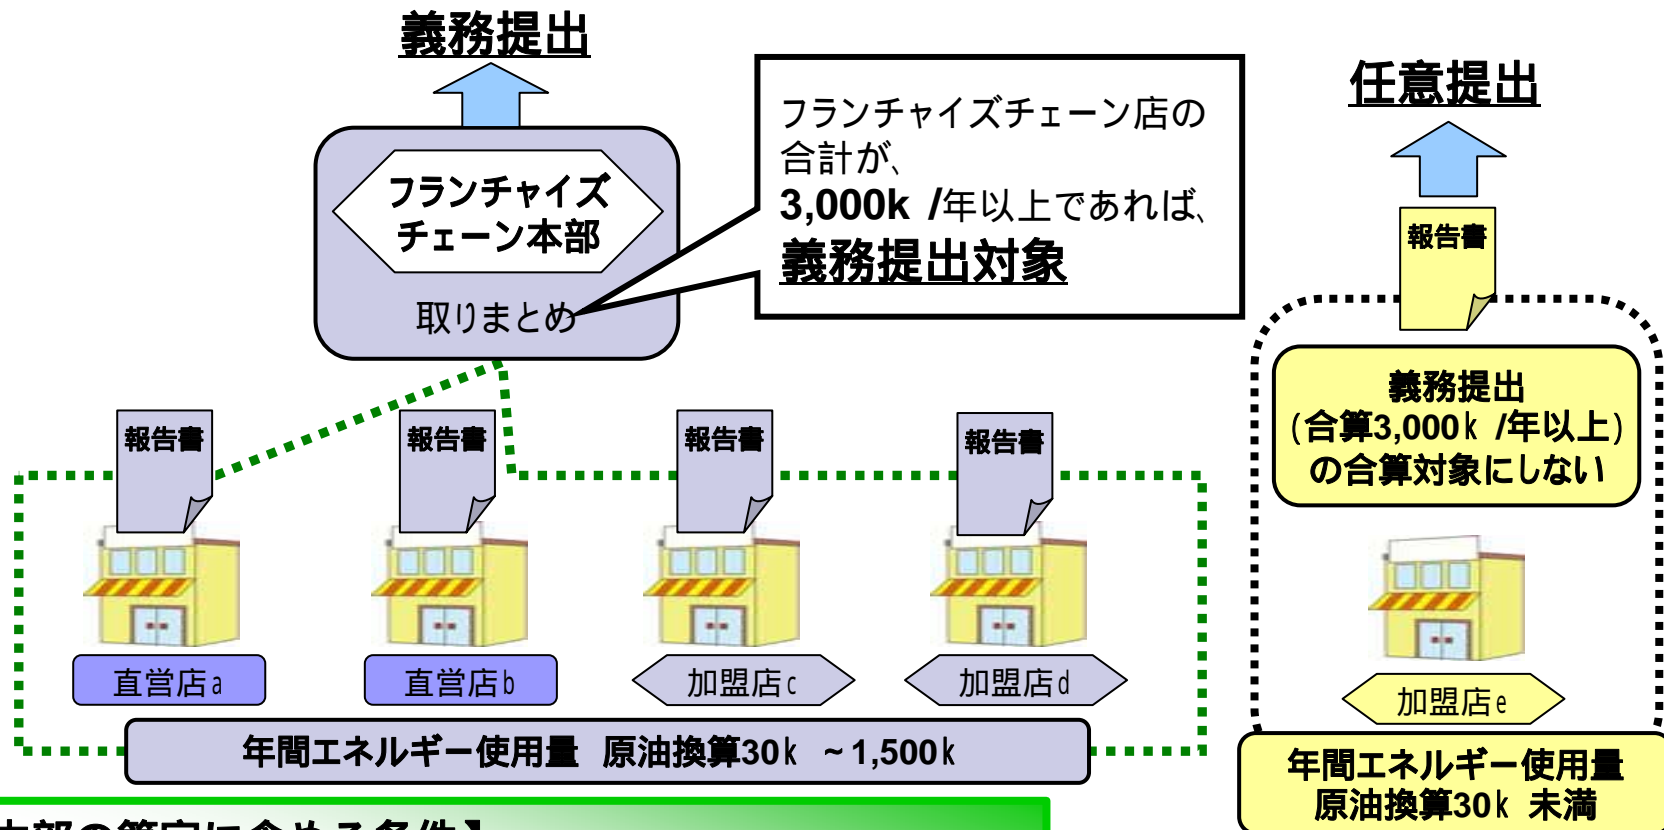 義務提出
フランチャイズ
チェーン本部
取りまとめ
フランチャイズチェーン店の
合計が、
3,000k /年以上であれば、
義務提出対象
任意提出
報告書
義務提出
(合算3,000k /年以上)
の合算対象にしない
報告書
報告書
報告書
報告書
直営店a
直営店b
加盟店c
加盟店d
加盟店e
年間エネルギー使用量 原油換算30k ~1,500k
年間エネルギー使用量
原油換算30k 未満